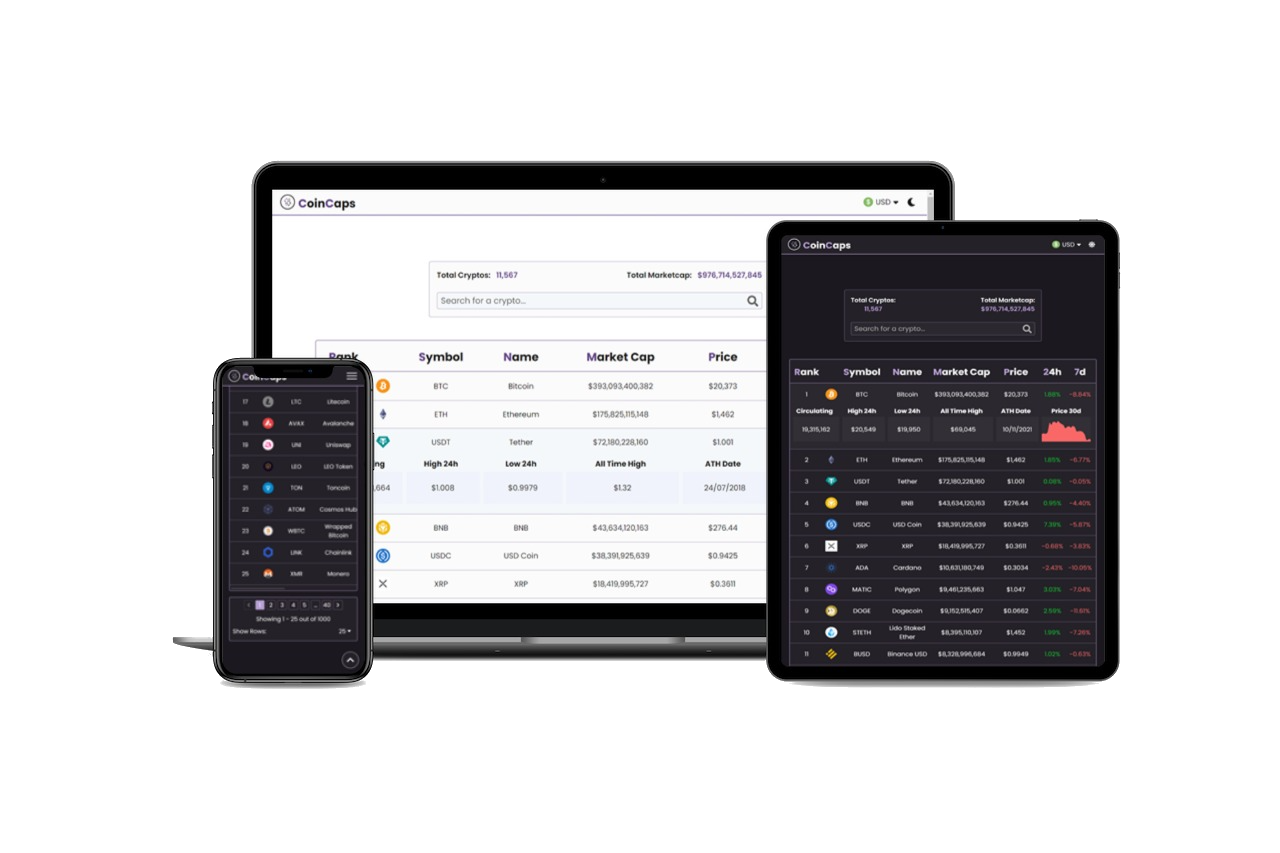 CoinCaps
USD
Total Cryptos: 11,567 Total Marketcap: $976,714,527,845
Search for a crypto...
Rank Symbol Name Market Cap Price
BTC Bitcoin $393,093,400,382 $20,373
ETH Ethereum $175,825,115,148 $1,462
USDT Tether $72,180,228,160 $1.001
High 24h Low 24h All Time High ATH Date
$1.008 $0.9979 $1.32 24/07/2018
BNB BNB $43,634,120,163 $276.44
USDC USD Coin $38,391,925,639 $0.9425
XRP XRP $18,419,995,727 $0.3611
CoinCaps
17 LTC Litecoin
18 AVAX Avalanche
19 UNI Uniswap
20 LEO LEO Token
21 TON Toncoin
22 ATOM Cosmos Hub
23 WBTC Wrapped
Bitcoin
24 LINK Chainlink
25 XMR Monero
1 2 3 4 5 ... 40
Showing 1 - 25 out of 1000
Show Rows: 25
CoinCaps USD
Total Cryptos: Total Marketcap:
11,567 $976,714,527,845
Search for a crypto...
Rank Symbol Name Market Cap Price 24h 7d
1 BTC Bitcoin $393,093,400,382 $20,373 1.88% -8.84%
Circulating High 24h Low 24h All Time High ATH Date Price 30d
19,315,162 $20,549 $19,950 $69,045 10/11/2021
2 ETH Ethereum $175,825,115,148 $1,462 1.85% -6.77%
3 USDT Tether $72,180,228,160 $1.001 0.08% -0.05%
4 BNB BNB $43,634,120,163 $276.44 0.95% -4.40%
5 USDC USD Coin $38,391,925,639 $0.9425 7.39% -5.87%
6 XRP XRP $18,419,995,727 $0.3611 -0.68% -3.83%
7 ADA Cardano $10,631,180,749 $0.3034 -2.43% -10.05%
8 MATIC Polygon $9,461,235,663 $1.047 3.03% -7.04%
9 DOGE Dogecoin $9,152,515,407 $0.0662 2.59% -11.61%
10 STETH Lido Staked
Ether $8,395,110,107 $1,452 1.99% -7.26%
11 BUSD Binance USD $8,328,996,664 $0.9949 1.02% -0.63%